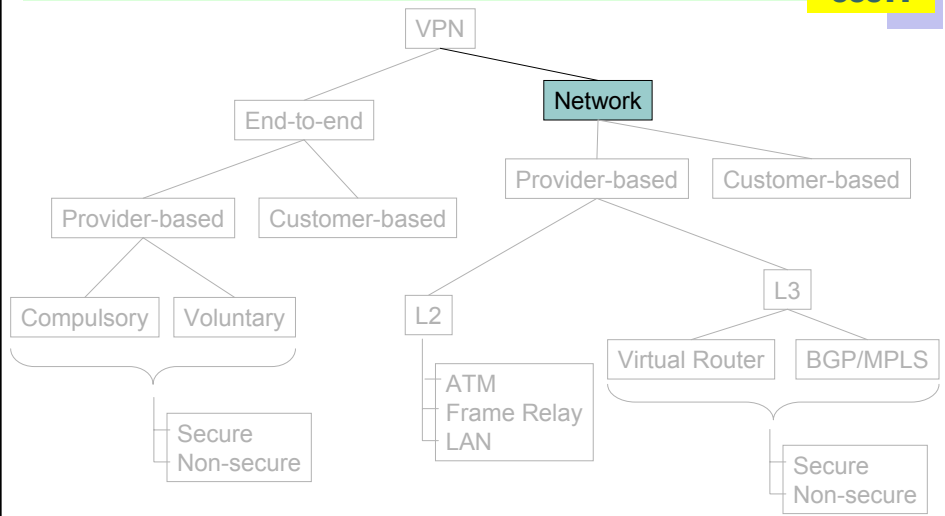 VPN
End-to-end
Network
Provider-based
Customer-based
Provider-based
Customer-based
Compulsory
Voluntary
L2
L3
Virtual Router
BGP/MPLS
ATM
Frame Relay
LAN
Secure
Non-secure
Secure
Non-secure